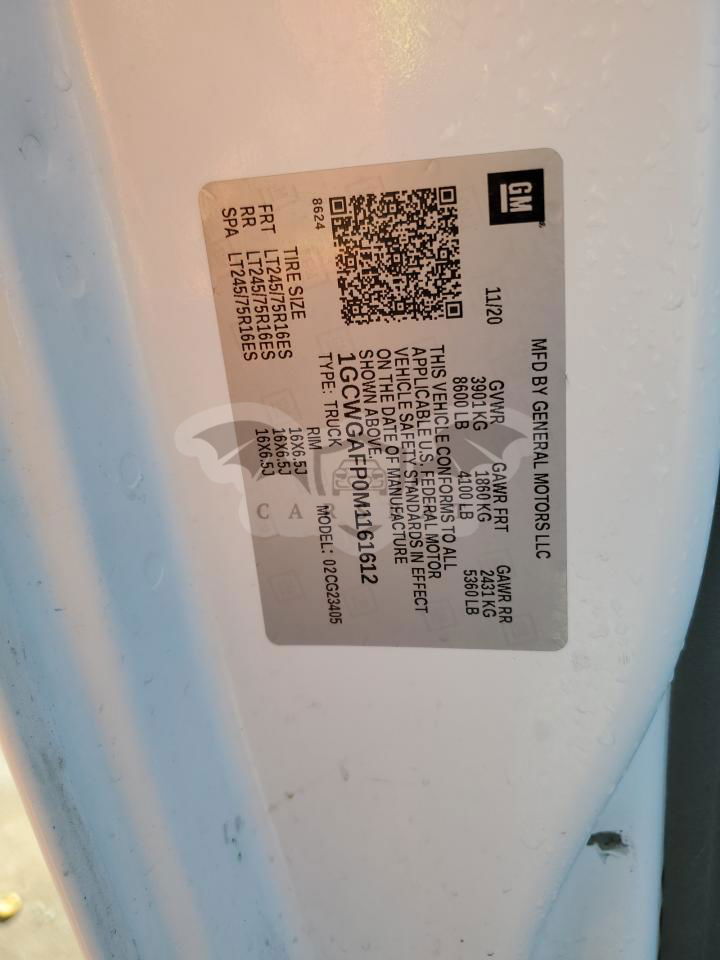 GM
MFD BY GENERAL MOTORS LLC
11/20 GVWR GAWR FRT GAWR RR
3901 KG 1860 KG 2431 KG
8600 LB 4100 LB 5360 LB
THIS VEHICLE CONFORMS TO ALL
APPLICABLE U.S. FEDERAL MOTOR
VEHICLE SAFETY STANDARDS IN EFFECT
ON THE DATE OF MANUFACTURE
SHOWN ABOVE.
1GCWGAFP0M1161612
8624 TYPE: TRUCK MODEL: 02CG23405
TIRE SIZE RIM
FRT LT245/75R16ES 16X6.5J
RR LT245/75R16ES 16X6.5J
SPA LT245/75R16ES 16X6.5J